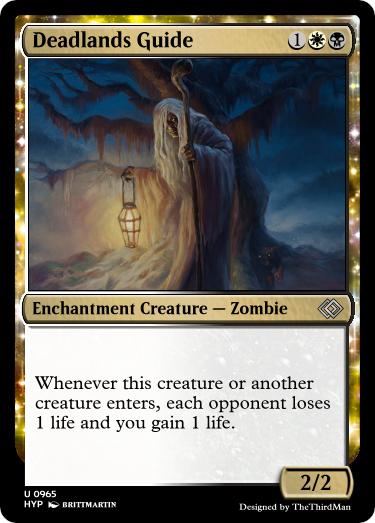 Deadlands Guide 1
Enchantment Creature — Zombie
Whenever this creature or another
creature enters, each opponent loses
1 life and you gain 1 life.
2/2
U 0965
HYP BRITTMARTIN
Designed by TheThirdMan